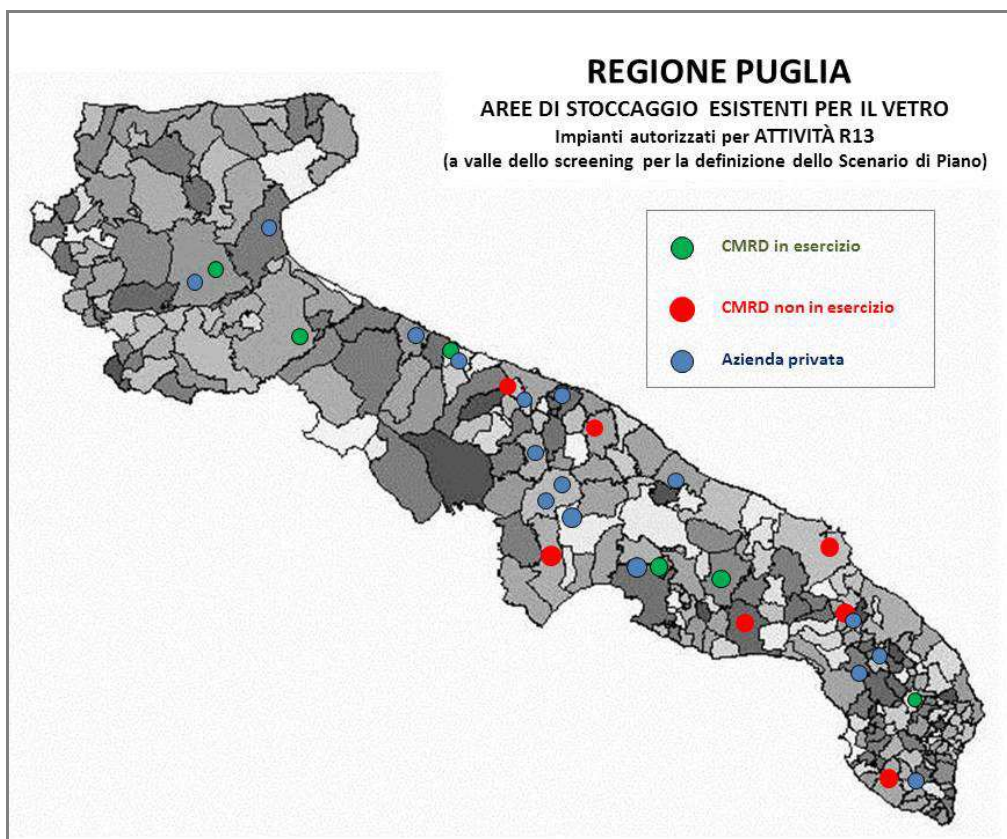 REGIONE PUGLIA
AREE DI STOCCAGGIO ESISTENTI PER IL VETRO
Impianti autorizzati per ATTIVITÀ R13
(a valle dello screening per la definizione dello Scenario di Piano)
CMRD in esercizio
CMRD non in esercizio
Azienda privata